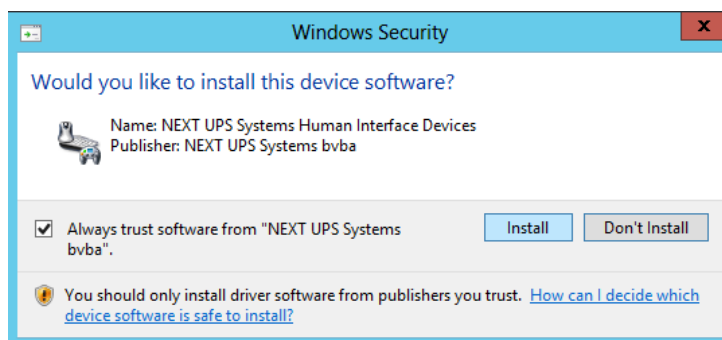 Windows Security
x
Would you like to install this device software?
Name: NEXT UPS Systems Human Interface Devices
Publisher: NEXT UPS Systems bvba
Always trust software from "NEXT UPS Systems
bvba".
Install
Don't Install
You should only install driver software from publishers you trust. How can I decide which
device software is safe to install?